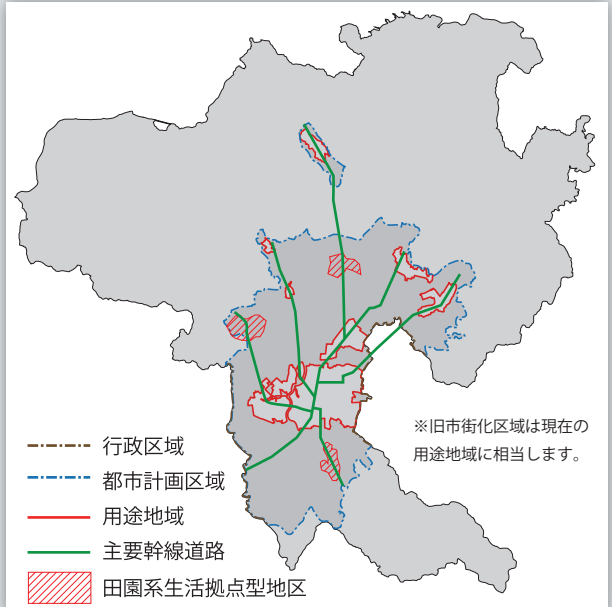 ※旧市街化区域は現在の
用途地域に相当します。
行政区域
都市計画区域
用途地域
主要幹線道路
田園系生活拠点型地区